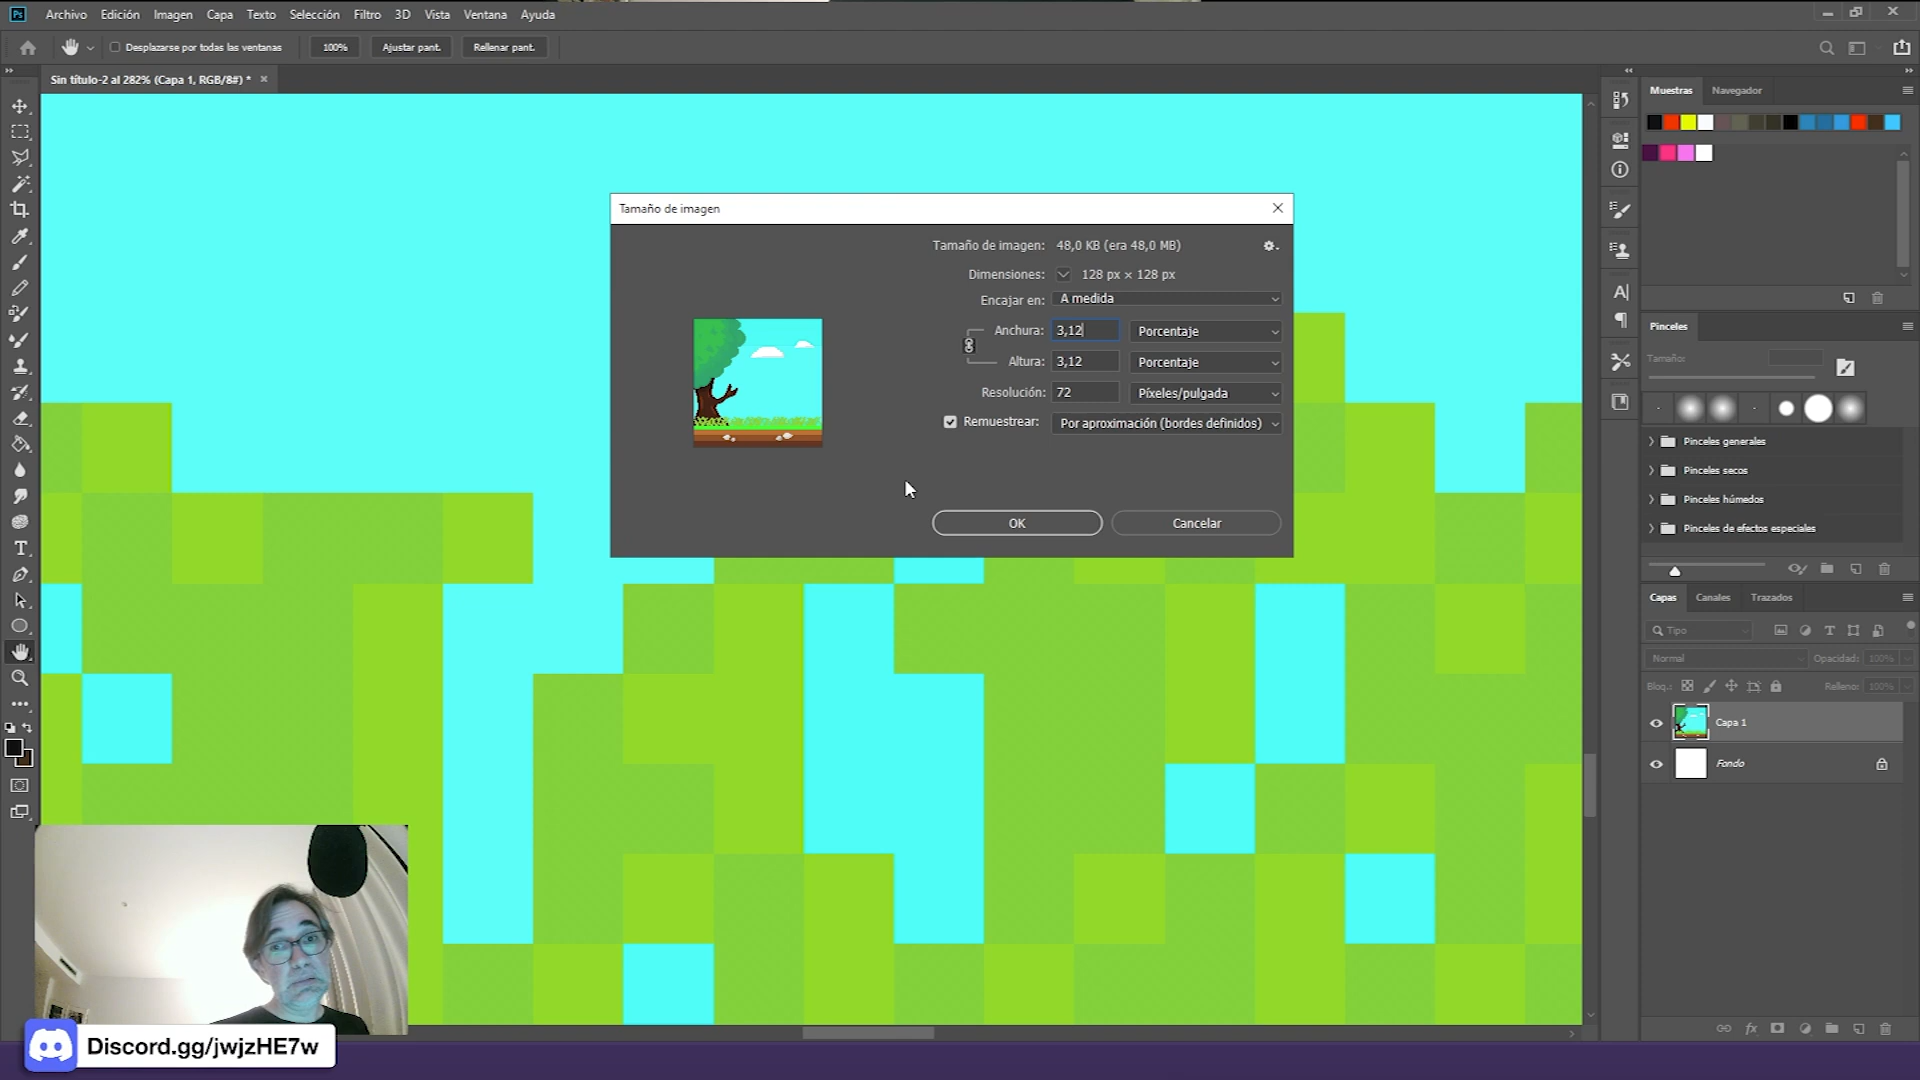 Ps Archivo Edición Imagen Capa Texto Selección Filtro 3D Vista Ventana Ayuda
Desplazarse por todas las ventanas 100% Ajustar pant. Rellenar pant.
Sin título-2 al 282% (Capa 1, RGB/8#) *
Muestras Navegador
Tamaño de imagen
Tamaño de imagen: 48,0 KB (era 48,0 MB)
Dimensiones: 128 px × 128 px
Encajar en: A medida
Anchura: 3,12 Porcentaje
Altura: 3,12 Porcentaje
Resolución: 72 Píxeles/pulgada
Remuestrear: Por aproximación (bordes definidos)
OK Cancelar
Pinceles
Tamaño:
Pinceles generales
Pinceles secos
Pinceles húmedos
Pinceles de efectos especiales
Capas Canales Trazados
Tipo
Normal Opacidad: 100%
Bloq.: Relleno: 100%
Capa 1
Fondo
fx
Discord.gg/jwjzHE7w